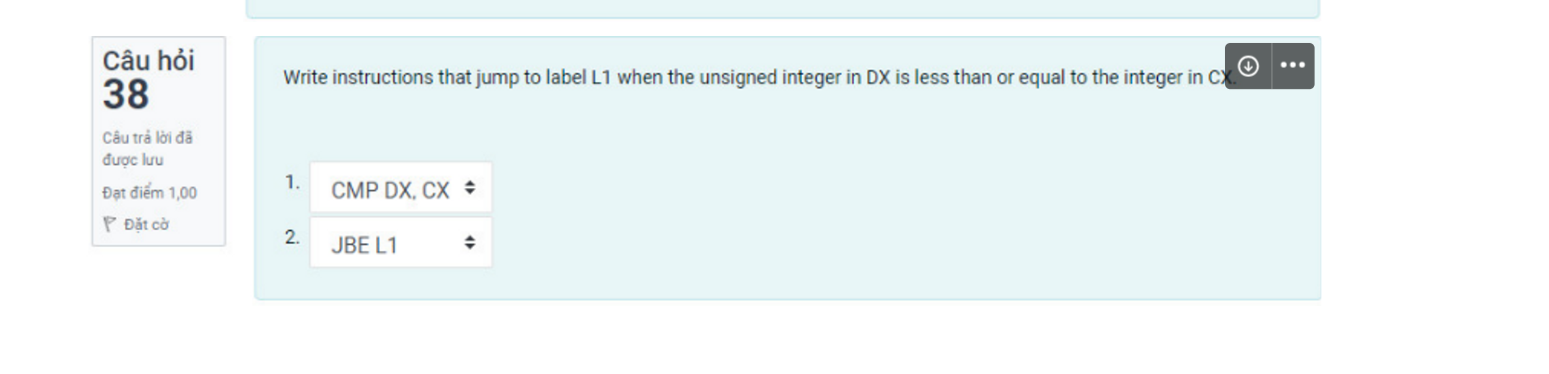 Câu hỏi
38
Câu trả lời đã
được lưu
Đạt điểm 1,00
Đặt cờ
Write instructions that jump to label L1 when the unsigned integer in DX is less than or equal to the integer in CX.
1. CMP DX, CX
2. JBE L1